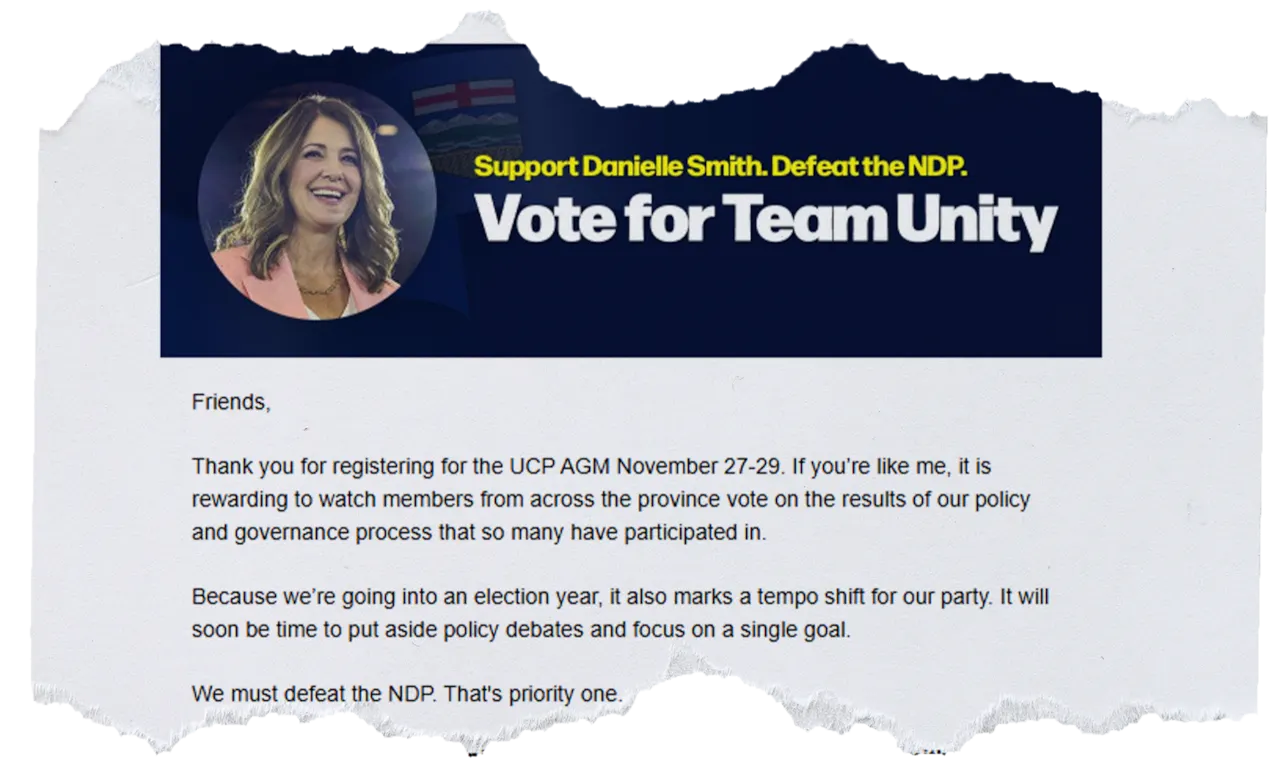 Support Danielle Smith. Defeat the NDP.
Vote for Team Unity
Friends,
Thank you for registering for the UCP AGM November 27-29. If you’re like me, it is
rewarding to watch members from across the province vote on the results of our policy
and governance process that so many have participated in.
Because we’re going into an election year, it also marks a tempo shift for our party. It will
soon be time to put aside policy debates and focus on a single goal.
We must defeat the NDP. That's priority one.